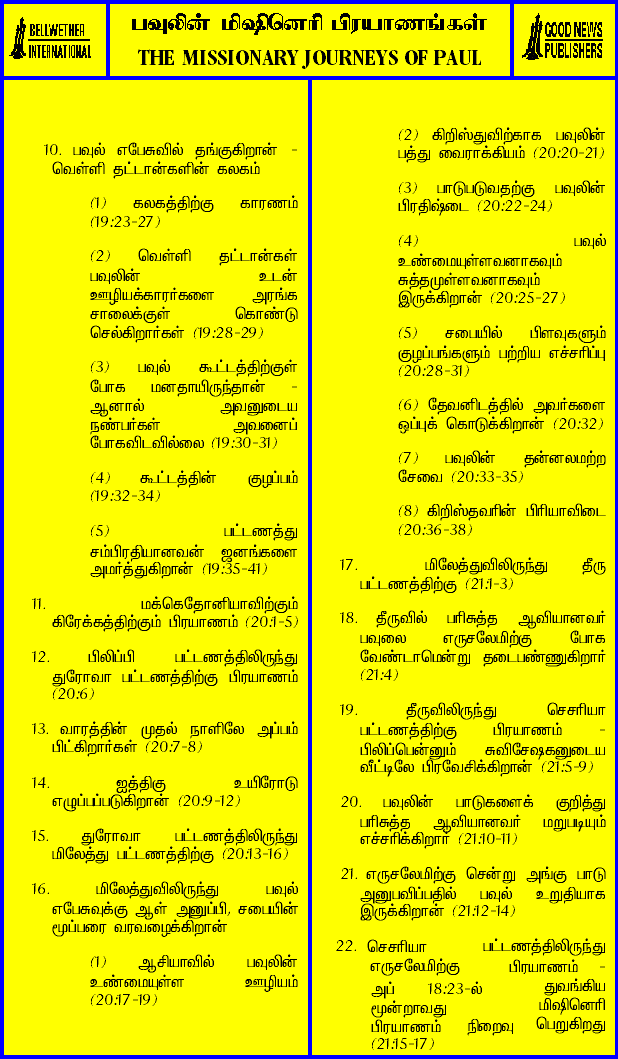 BELLWETHER
INTERNATIONAL
பவுலின் மிஷினெரி பிரயாணங்கள்
THE MISSIONARY JOURNEYS OF PAUL
GOOD NEWS
PUBLISHERS
10. பவுல் எபேசுவில் தங்குகிறான் -
வெள்ளி தட்டான்களின் கலகம்
(1) கலகத்திற்கு காரணம்
(19:23-27)
(2) வெள்ளி தட்டான்கள்
பவுலின் உடன்
ஊழியக்காரர்களை அரங்க
சாலைக்குள் கொண்டு
செல்கிறார்கள் (19:28-29)
(3) பவுல் கூட்டத்திற்குள்
போக மனதாயிருந்தான் -
ஆனால் அவனுடைய
நண்பர்கள் அவனைப்
போகவிடவில்லை (19:30-31)
(4) கூட்டத்தின் குழப்பம்
(19:32-34)
(5) பட்டணத்து
சம்பிரதியானவன் ஜனங்களை
அமர்த்துகிறான் (19:35-41)
11. மக்கெதோனியாவிற்கும்
கிரேக்கத்திற்கும் பிரயாணம் (20:1-5)
12. பிலிப்பி பட்டணத்திலிருந்து
துரோவா பட்டணத்திற்கு பிரயாணம்
(20:6)
13. வாரத்தின் முதல் நாளிலே அப்பம்
பிட்கிறார்கள் (20:7-8)
14. ஐத்திகு உயிரோடு
எழுப்பப்படுகிறான் (20:9-12)
15. துரோவா பட்டணத்திலிருந்து
மிலேத்து பட்டணத்திற்கு (20:13-16)
16. மிலேத்துவிலிருந்து பவுல்
எபேசுவுக்கு ஆள் அனுப்பி, சபையின்
மூப்பரை வரவழைக்கிறான்
(1) ஆசியாவில் பவுலின்
உண்மையுள்ள ஊழியம்
(20:17-19)
(2) கிறிஸ்துவிற்காக பவுலின்
பத்து வைராக்கியம் (20:20-21)
(3) பாடுபடுவதற்கு பவுலின்
பிரதிஷ்டை (20:22-24)
(4) பவுல்
உண்மையுள்ளவனாகவும்
சுத்தமுள்ளவனாகவும்
இருக்கிறான் (20:25-27)
(5) சபையில் பிளவுகளும்
குழப்பங்களும் பற்றிய எச்சரிப்பு
(20:28-31)
(6) தேவனிடத்தில் அவர்களை
ஒப்புக் கொடுக்கிறான் (20:32)
(7) பவுலின் தன்னலமற்ற
சேவை (20:33-35)
(8) கிறிஸ்தவரின் பிரியாவிடை
(20:36-38)
17. மிலேத்துவிலிருந்து தீரு
பட்டணத்திற்கு (21:1-3)
18. தீருவில் பரிசுத்த ஆவியானவர்
பவுலை எருசலேமிற்கு போக
வேண்டாமென்று தடைபண்ணுகிறார்
(21:4)
19. தீருவிலிருந்து செசரியா
பட்டணத்திற்கு பிரயாணம் -
பிலிப்பென்னும் சுவிசேஷகனுடைய
வீட்டிலே பிரவேசிக்கிறான் (21:5-9)
20. பவுலின் பாடுகளைக் குறித்து
பரிசுத்த ஆவியானவர் மறுபடியும்
எச்சரிக்கிறார் (21:10-11)
21. எருசலேமிற்கு சென்று அங்கு பாடு
அனுபவிப்பதில் பவுல் உறுதியாக
இருக்கிறான் (21:12-14)
22. செசரியா பட்டணத்திலிருந்து
எருசலேமிற்கு பிரயாணம் -
அப் 18:23-ல் துவங்கிய
மூன்றாவது மிஷினெரி
பிரயாணம் நிறைவு பெறுகிறது
(21:15-17)